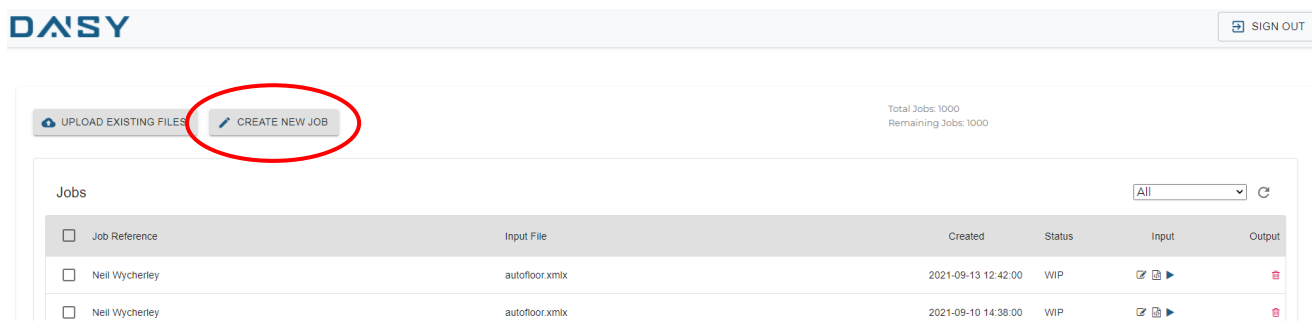 DAISY
SIGN OUT
UPLOAD EXISTING FILES
CREATE NEW JOB
Total Jobs: 1000
Remaining Jobs: 1000
Jobs
All
Job Reference Input File Created Status Input Output
Neil Wycherley autofloor.xmlx 2021-09-13 12:42:00 WIP
Neil Wycherley autofloor.xmlx 2021-09-10 14:38:00 WIP